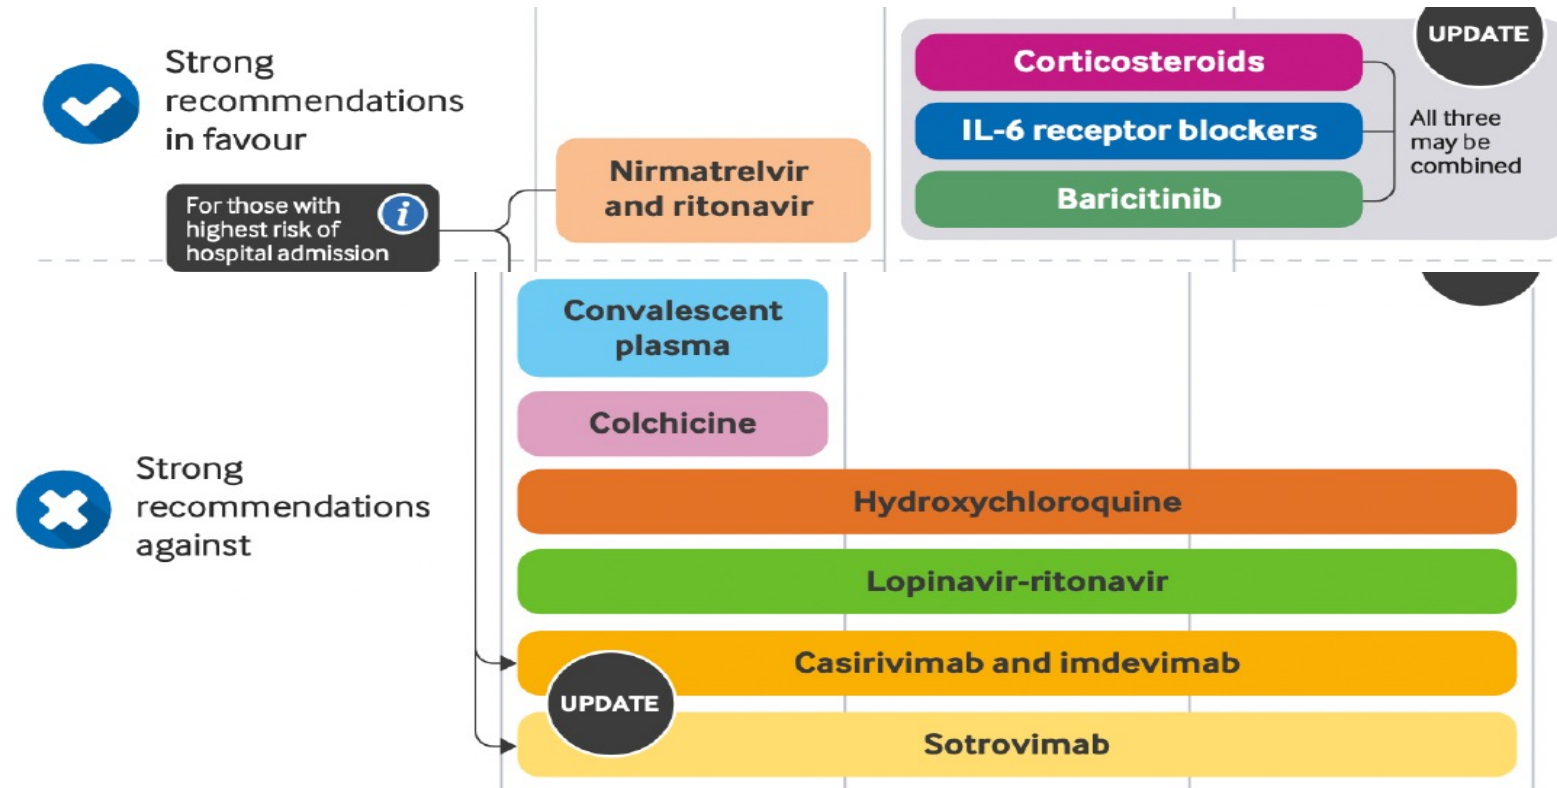 Strong
recommendations
in favour
For those with
highest risk of
hospital admission
i
Nirmatrelvir
and ritonavir
Corticosteroids
IL-6 receptor blockers
Baricitinib
UPDATE
All three
may be
combined
Strong
recommendations
against
Convalescent
plasma
Colchicine
Hydroxychloroquine
Lopinavir-ritonavir
Casirivimab and imdevimab
UPDATE
Sotrovimab